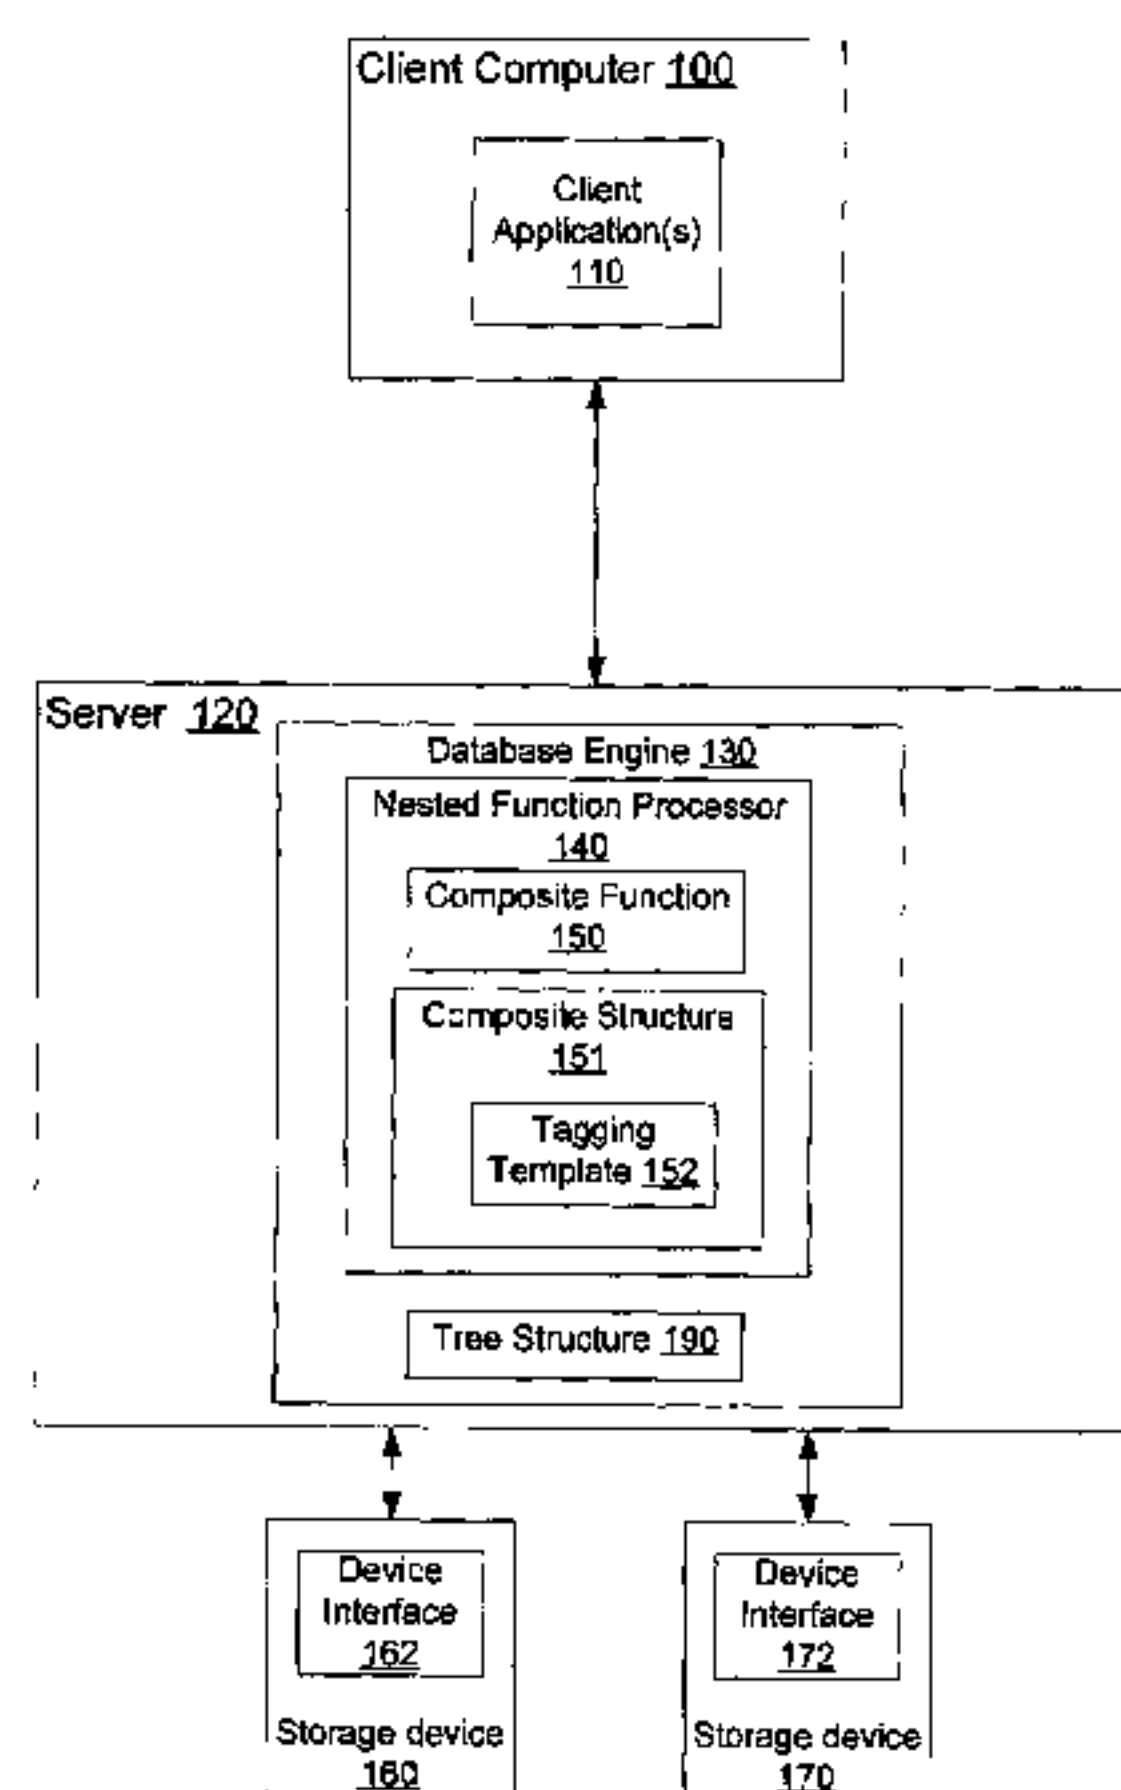 Client Computer 100
Client
Application(s)
110
Server 120
Database Engine 130
Nested Function Processor
140
Composite Function
150
Composite Structure
151
Tagging
Template 152
Tree Structure 190
Device
Interface
162
Storage device
160
Device
Interface
172
Storage device
170